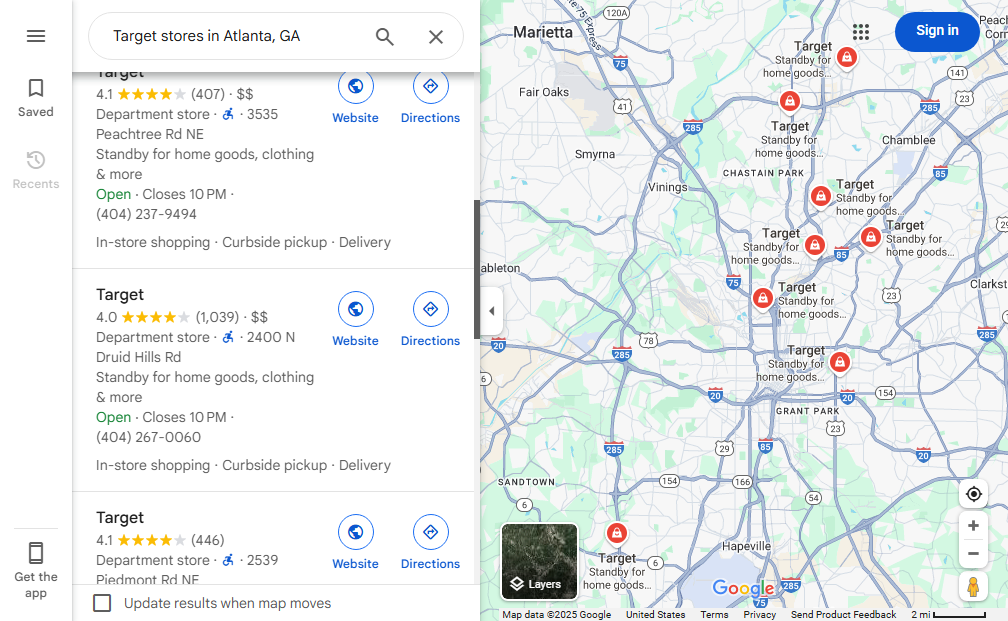 Target stores in Atlanta, GA
Saved
Recents
Get the
app
Target
4.1 (407) · $$
Department store · 3535
Peachtree Rd NE
Standby for home goods, clothing
& more
Open · Closes 10 PM ·
(404) 237-9494
In-store shopping · Curbside pickup · Delivery
Website
Directions
Target
4.0 (1,039) · $$
Department store · 2400 N
Druid Hills Rd
Standby for home goods, clothing
& more
Open · Closes 10 PM ·
(404) 267-0060
In-store shopping · Curbside pickup · Delivery
Website
Directions
Target
4.1 (446)
Department store · 2539
Piedmont Rd NE
Website
Directions
Update results when map moves
Sign in
120A
Marietta
75
Target
Standby for
home goods...
141
Fair Oaks
41
23
285
Target
Standby for
home goods...
285
Chamblee
Smyrna
85
CHASTAIN PARK
Vinings
Target
Standby for
home goods...
Target
Standby for
home goods...
Target
Standby for
home goods...
85
ableton
75
Target
Standby for
home goods...
23
Clarkst
285
78
20
285
Target
Standby for
home goods...
6
20
20
154
GRANT PARK
23
285
29
85
20
SANDTOWN
154
166
54
6
Hapeville
Target
Standby for
home goods...
6
285
75
Layers
Google
Map data ©2025 Google
United States
Terms
Privacy
Send Product Feedback
2 mi